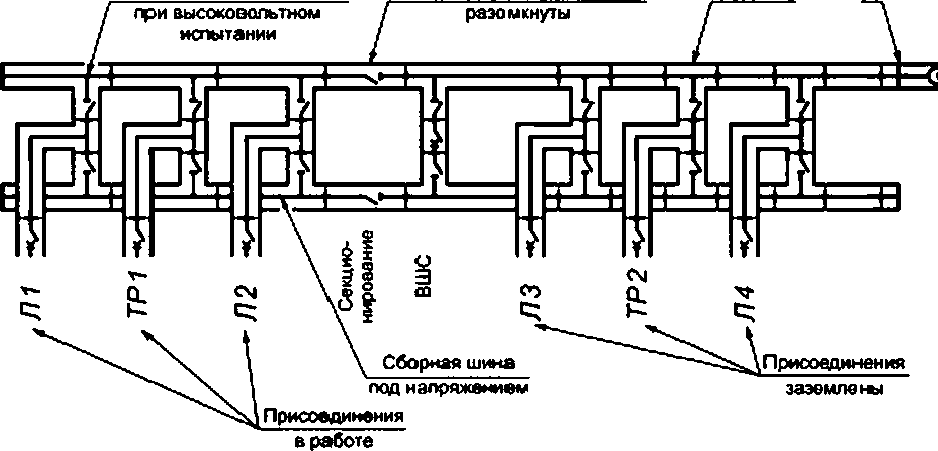 при высоковольтном
испытании
разомкнуты
Л1
ТР1
Л2
Секцио-
нирование
ВШС
Л3
ТР2
Л4
Сборная шина
под напряжением
Присоединения
заземлены
Присоединения
в работе